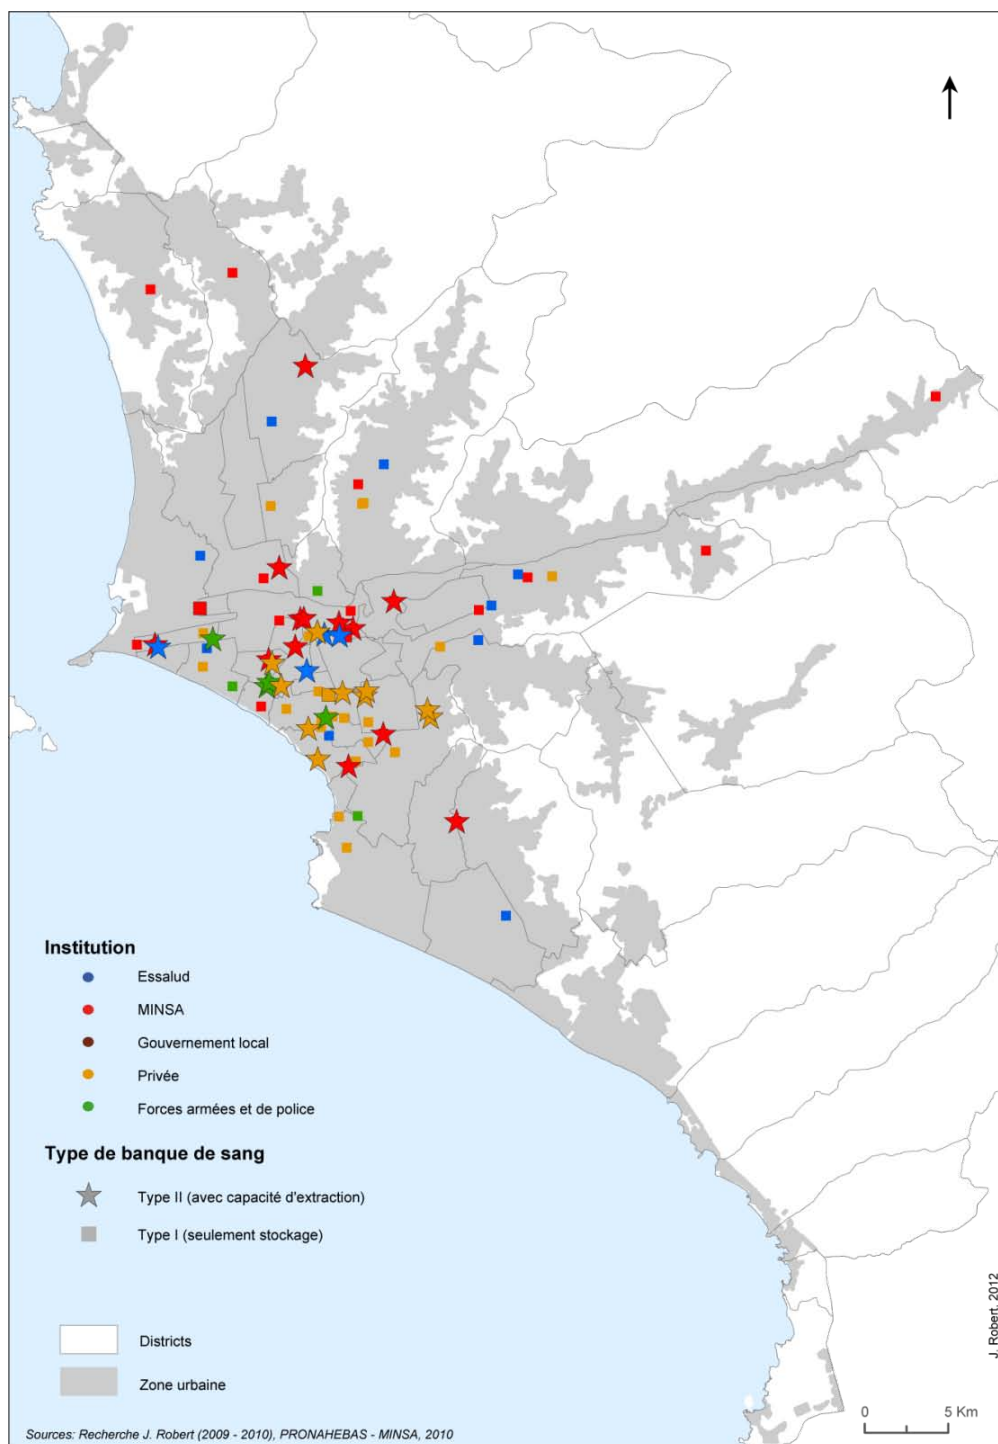 Institution
Essalud
MINSA
Gouvernement local
Privée
Forces armées et de police
Type de banque de sang
Type II (avec capacité d'extraction)
Type I (seulement stockage)
Districts
Zone urbaine
Sources: Recherche J. Robert (2009 - 2010), PRONAHEBAS - MINSA, 2010
0 5 Km
J. Robert, 2012